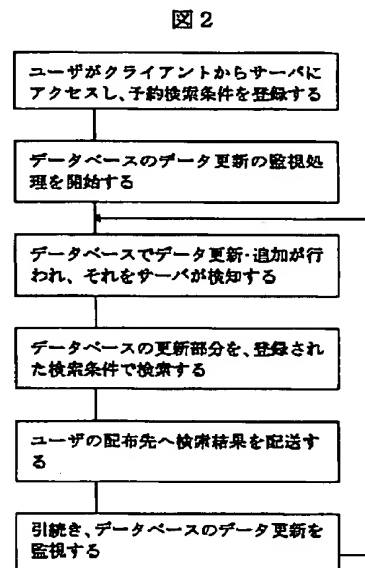 図2
ユーザがクライアントからサーバに
アクセスし、予約検索条件を登録する
データベースのデータ更新の監視処
理を開始する
データベースでデータ更新・追加が行
われ、それをサーバが検知する
データベースの更新部分を、登録され
た検索条件で検索する
ユーザの配布先へ検索結果を配送す
る
引続き、データベースのデータ更新を
監視する